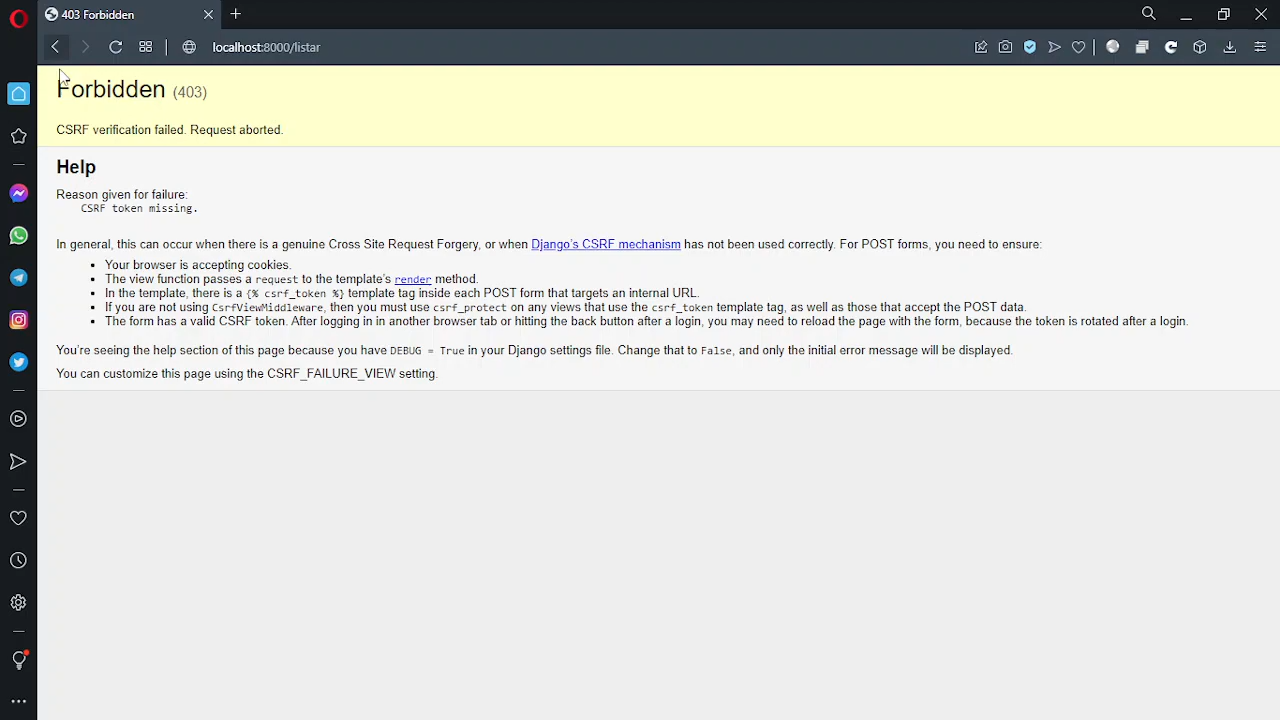 403 Forbidden
localhost:8000/listar
Forbidden (403)
CSRF verification failed. Request aborted.
Help
Reason given for failure:
CSRF token missing.
In general, this can occur when there is a genuine Cross Site Request Forgery, or when Django's CSRF mechanism has not been used correctly. For POST forms, you need to ensure:
Your browser is accepting cookies.
The view function passes a request to the template's render method.
In the template, there is a {% csrf_token %} template tag inside each POST form that targets an internal URL.
If you are not using CsrfViewMiddleware, then you must use csrf_protect on any views that use the csrf_token template tag, as well as those that accept the POST data.
The form has a valid CSRF token. After logging in in another browser tab or hitting the back button after a login, you may need to reload the page with the form, because the token is rotated after a login.
You're seeing the help section of this page because you have DEBUG = True in your Django settings file. Change that to False, and only the initial error message will be displayed.
You can customize this page using the CSRF_FAILURE_VIEW setting.